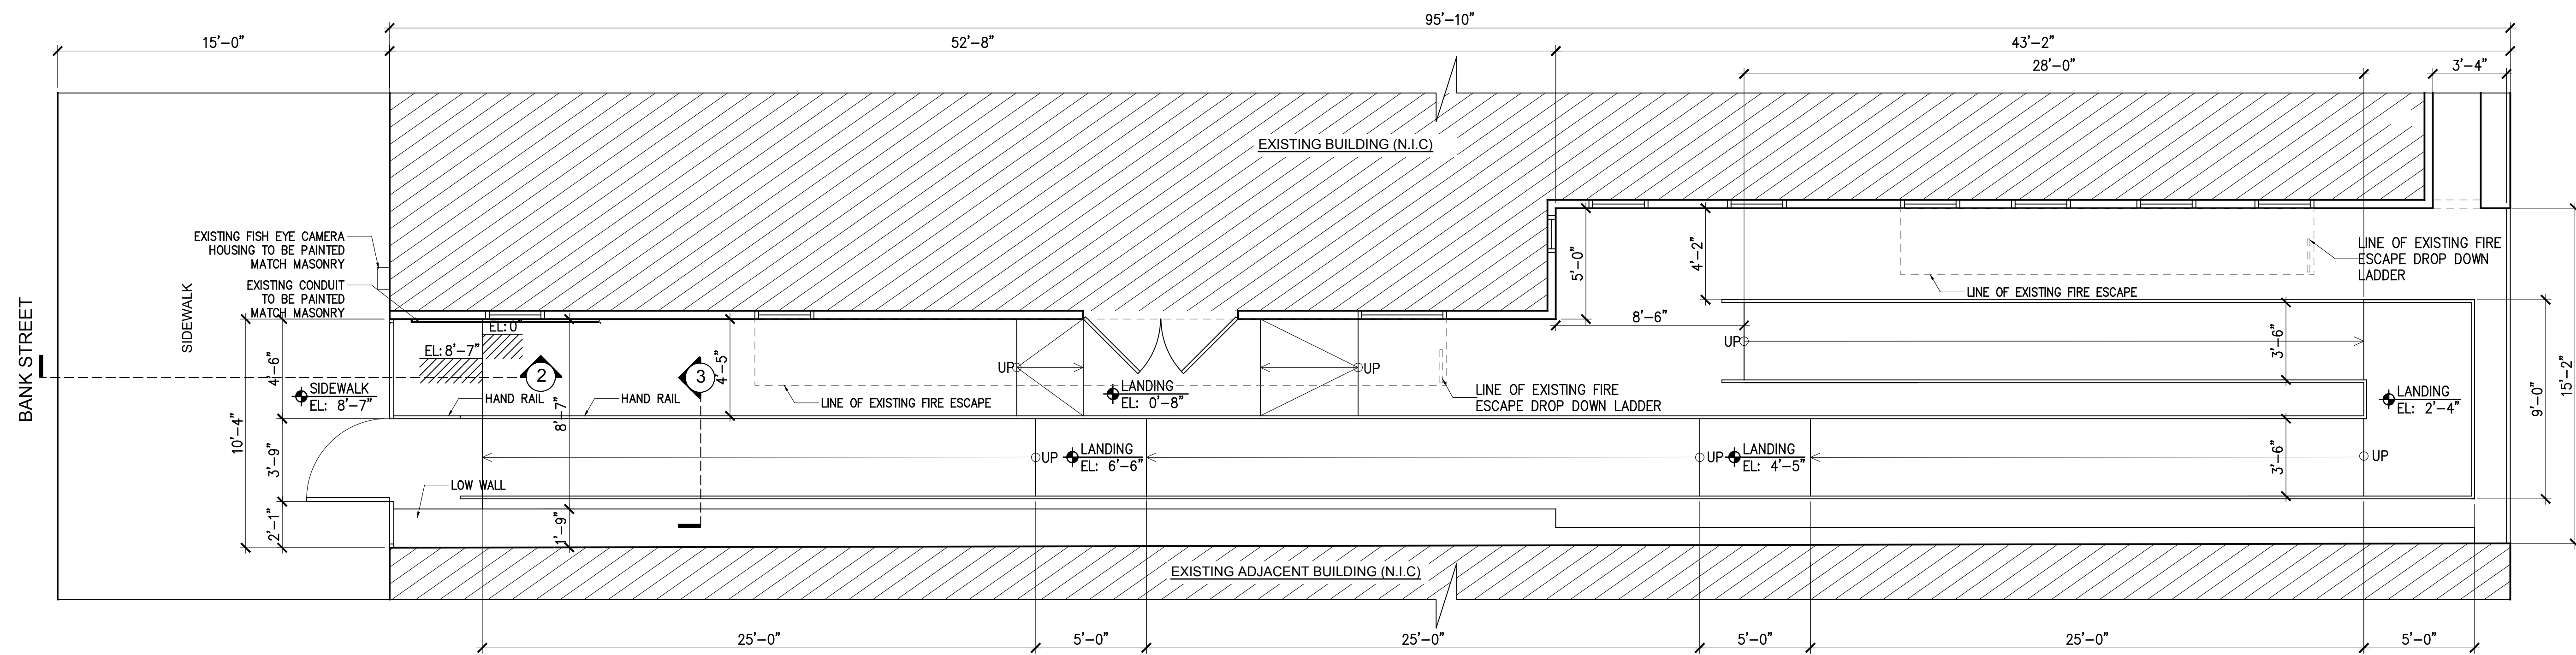 95'-10"
15'-0"
52'-8"
43'-2"
28'-0"
3'-4"
EXISTING BUILDING (N.I.C)
EXISTING FISH EYE CAMERA
HOUSING TO BE PAINTED
MATCH MASONRY
EXISTING CONDUIT
TO BE PAINTED
MATCH MASONRY
BANK STREET
SIDEWALK
SIDEWALK
EL: 8'-7"
10'-4"
4'-6"
3'-9"
2'-1"
EL: 0"
EL: 8'-7"
2
3
HAND RAIL
HAND RAIL
8'-7"
1'-9"
4'-5"
LOW WALL
LINE OF EXISTING FIRE ESCAPE
UP
LANDING
EL: 0'-8"
UP
LINE OF EXISTING FIRE
ESCAPE DROP DOWN LADDER
5'-0"
8'-6"
4'-2"
UP
LINE OF EXISTING FIRE ESCAPE
LINE OF EXISTING FIRE
ESCAPE DROP DOWN
LADDER
3'-6"
LANDING
EL: 2'-4"
9'-0"
15'-2"
UP
LANDING
EL: 6'-6"
UP
LANDING
EL: 4'-5"
3'-6"
UP
EXISTING ADJACENT BUILDING (N.I.C)
25'-0"
5'-0"
25'-0"
5'-0"
25'-0"
5'-0"